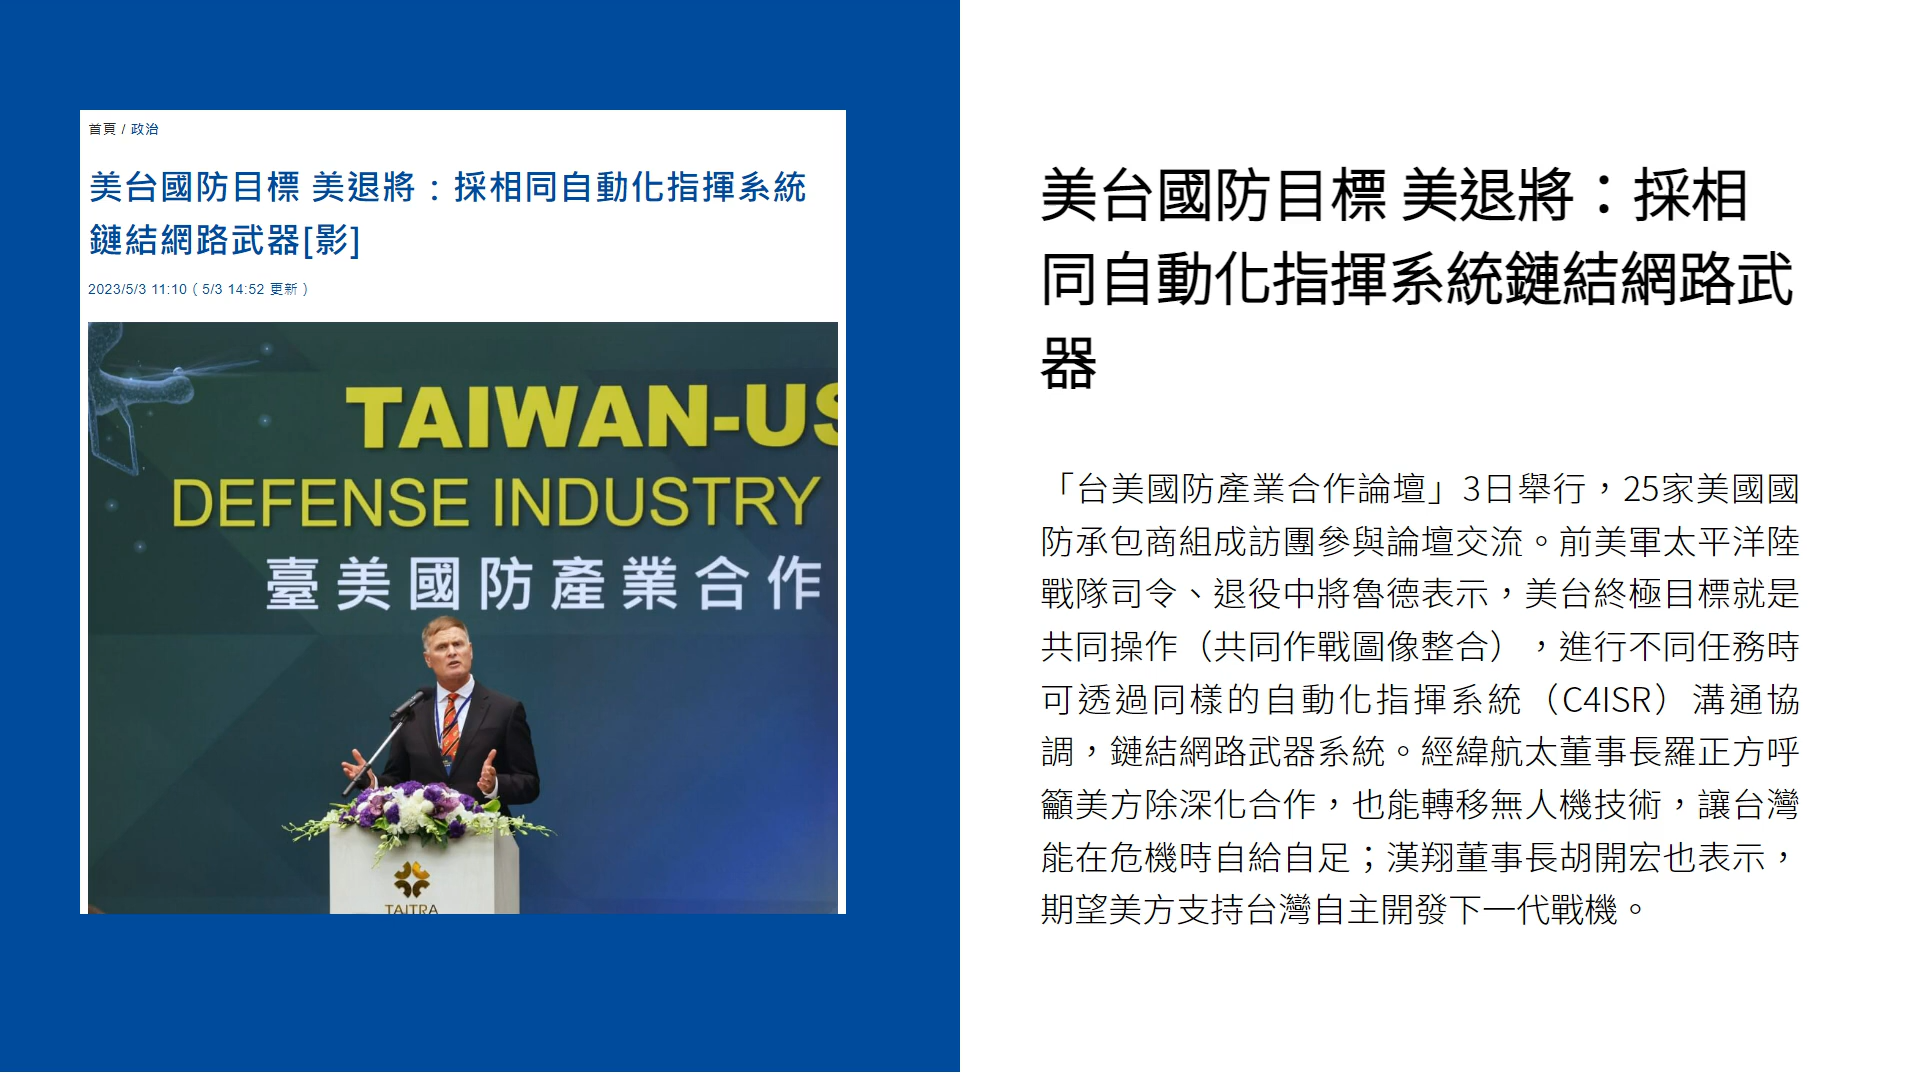 首頁 / 政治
美台國防目標 美退將：採相同自動化指揮系統
鏈結網路武器[影]
2023/5/3 11:10（5/3 14:52 更新）
TAIWAN-US
DEFENSE INDUSTRY
臺美國防產業合作
TAITRA
美台國防目標 美退將：採相
同自動化指揮系統鏈結網路武
器
「台美國防產業合作論壇」3日舉行，25家美國國
防承包商組成訪團參與論壇交流。前美軍太平洋陸
戰隊司令、退役中將魯德表示，美台終極目標就是
共同操作（共同作戰圖像整合），進行不同任務時
可透過同樣的自動化指揮系統（C4ISR）溝通協
調，鏈結網路武器系統。經緯航太董事長羅正方呼
籲美方除深化合作，也能轉移無人機技術，讓台灣
能在危機時自給自足；漢翔董事長胡開宏也表示，
期望美方支持台灣自主開發下一代戰機。